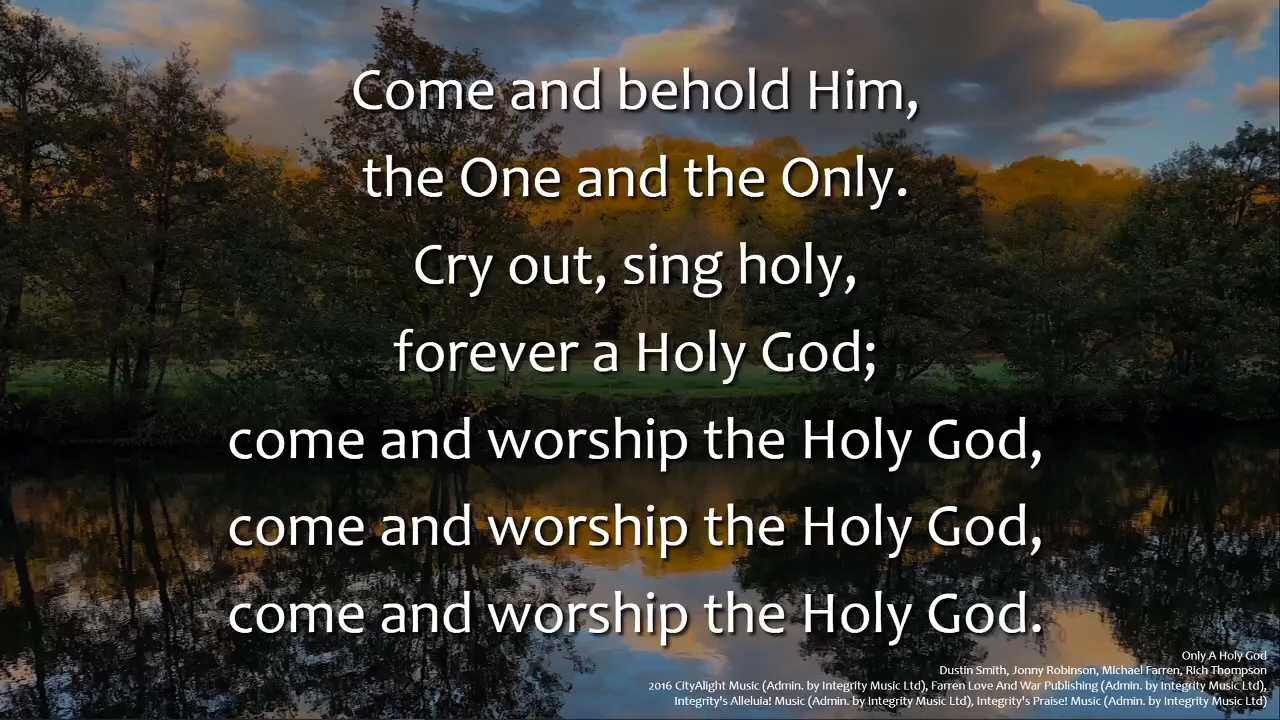 Come and behold Him,
the One and the Only.
Cry out, sing holy,
forever a Holy God;
come and worship the Holy God,
come and worship the Holy God,
come and worship the Holy God.
Only A Holy God
Dustin Smith, Jonny Robinson, Michael Farren, Rich Thompson
2016 CityAlight Music (Admin. by Integrity Music Ltd), Farren Love And War Publishing (Admin. by Integrity Music Ltd),
Integrity's Alleluia! Music (Admin. by Integrity Music Ltd), Integrity's Praise! Music (Admin. by Integrity Music Ltd)